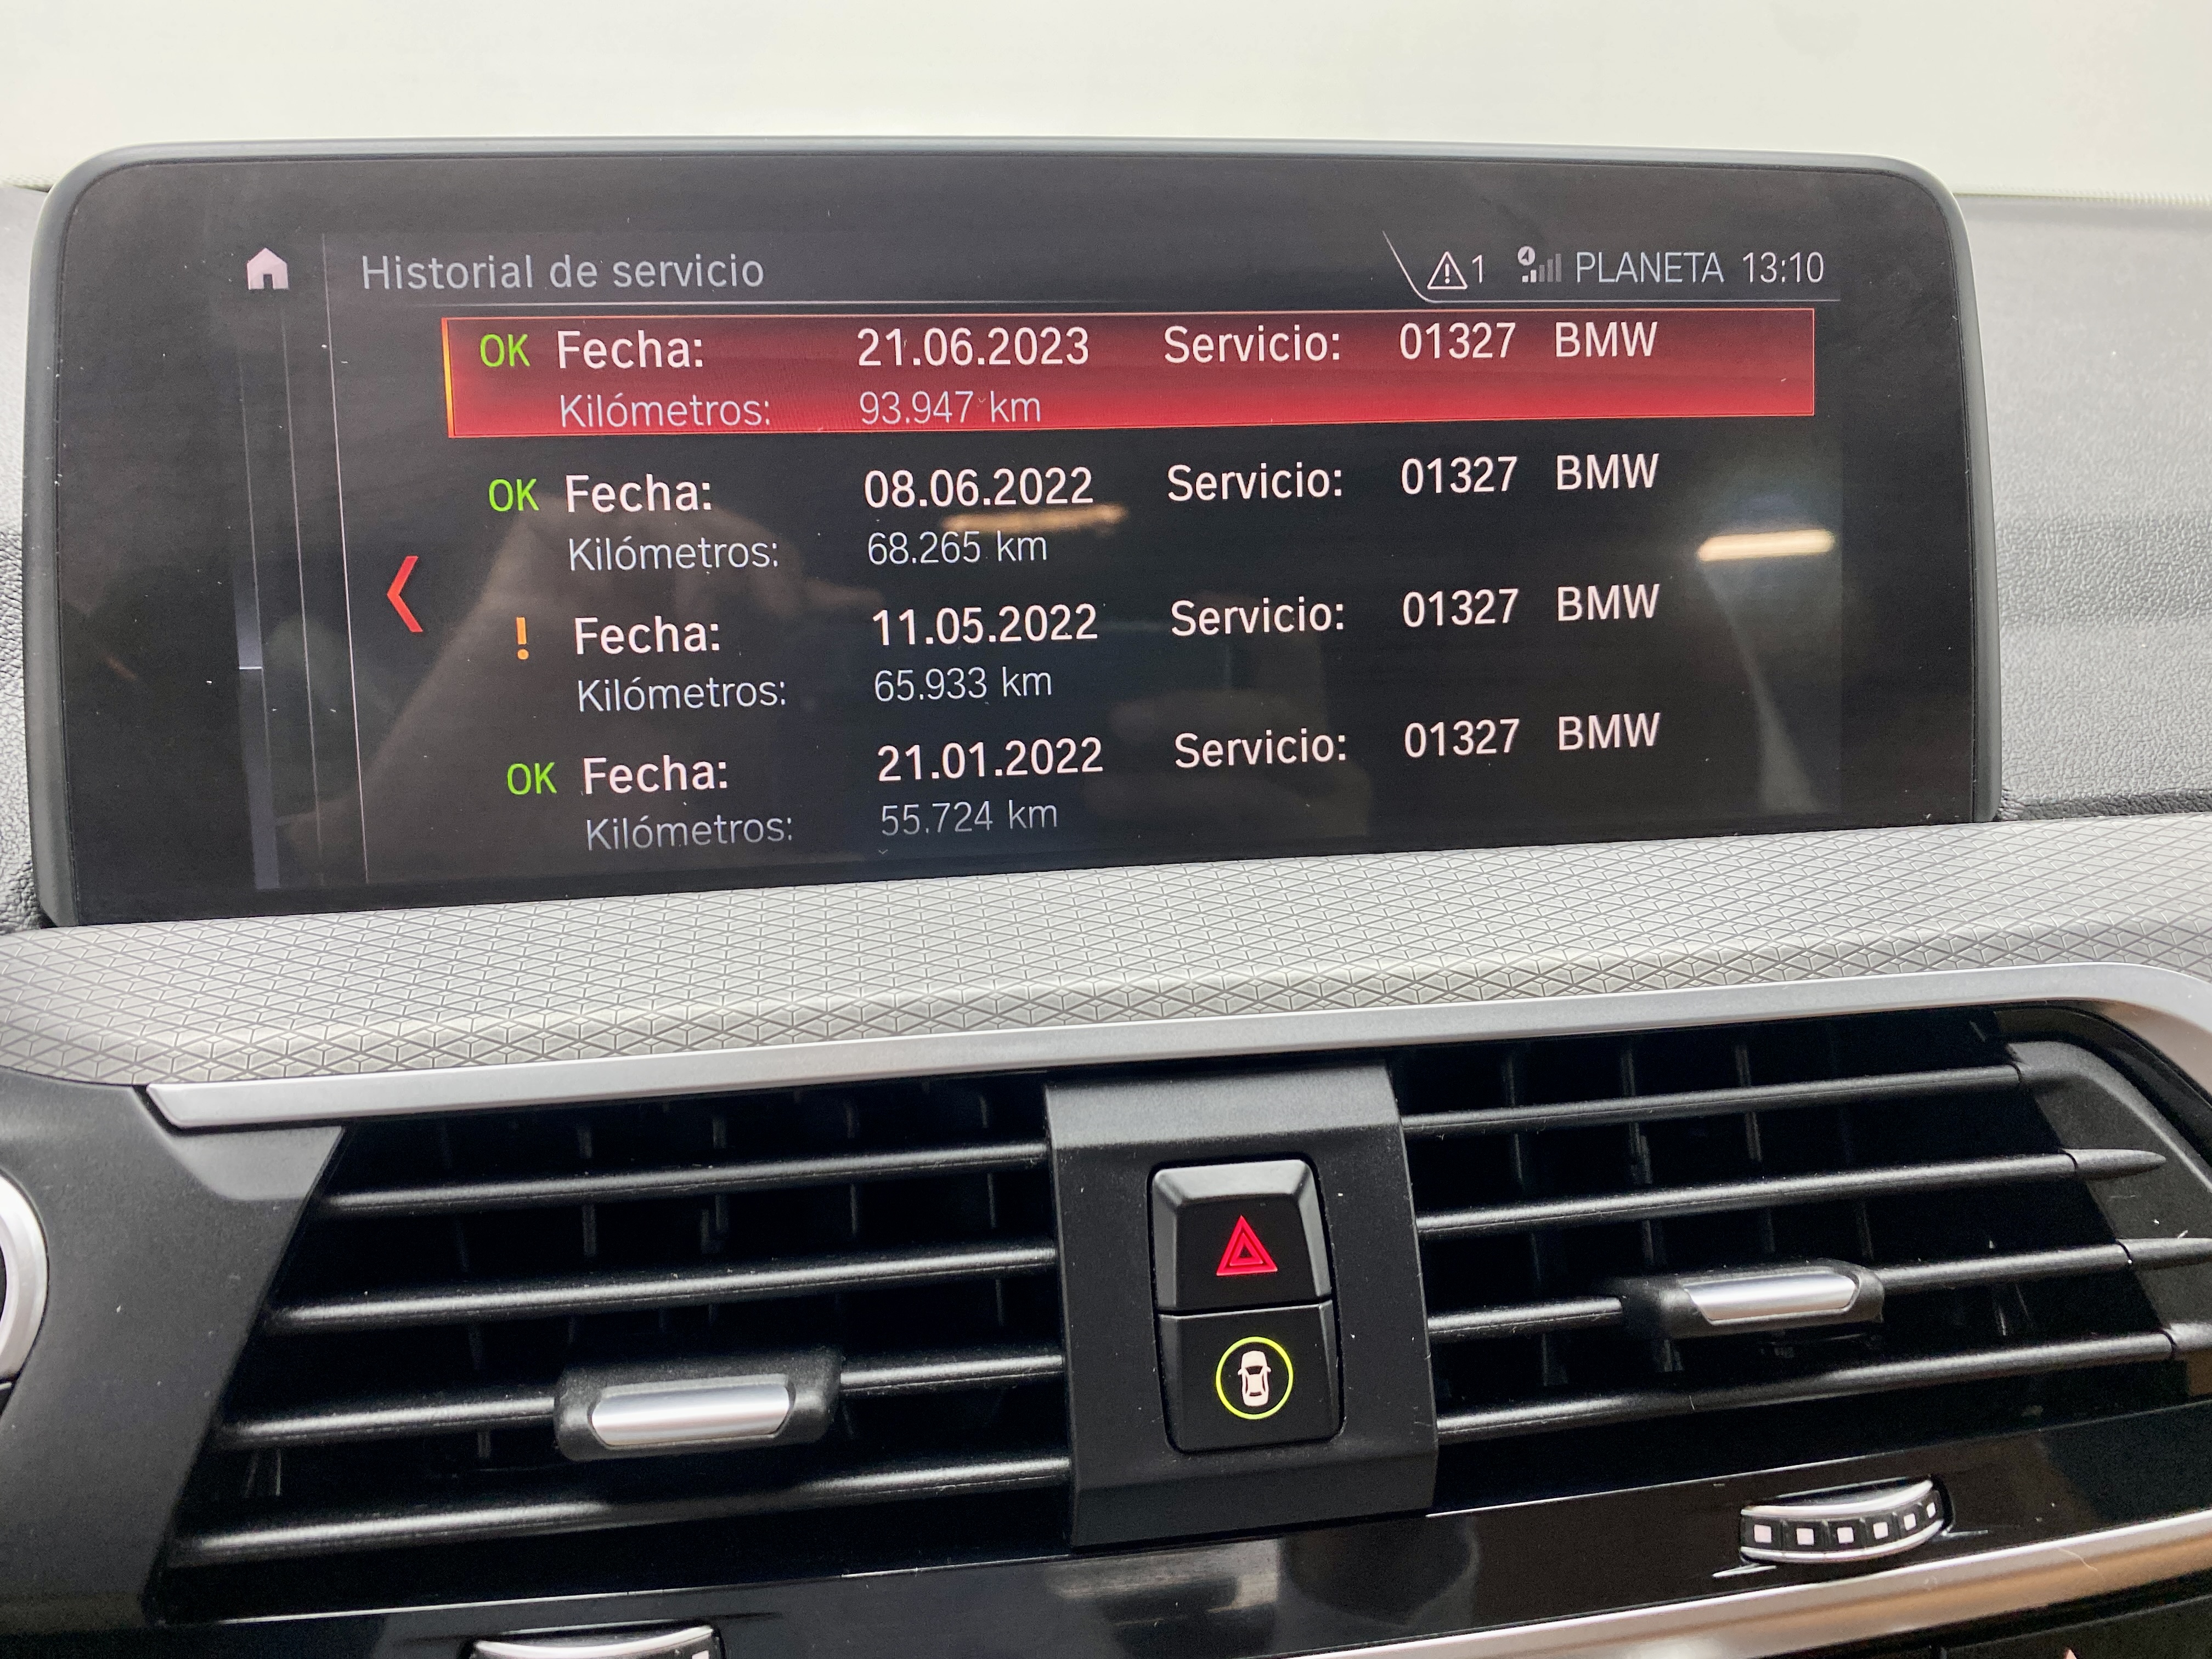 Historial de servicio 1 PLANETA 13:10
OK Fecha: 21.06.2023 Servicio: 01327 BMW
Kilómetros: 93.947 km
OK Fecha: 08.06.2022 Servicio: 01327 BMW
Kilómetros: 68.265 km
! Fecha: 11.05.2022 Servicio: 01327 BMW
Kilómetros: 65.933 km
OK Fecha: 21.01.2022 Servicio: 01327 BMW
Kilómetros: 55.724 km